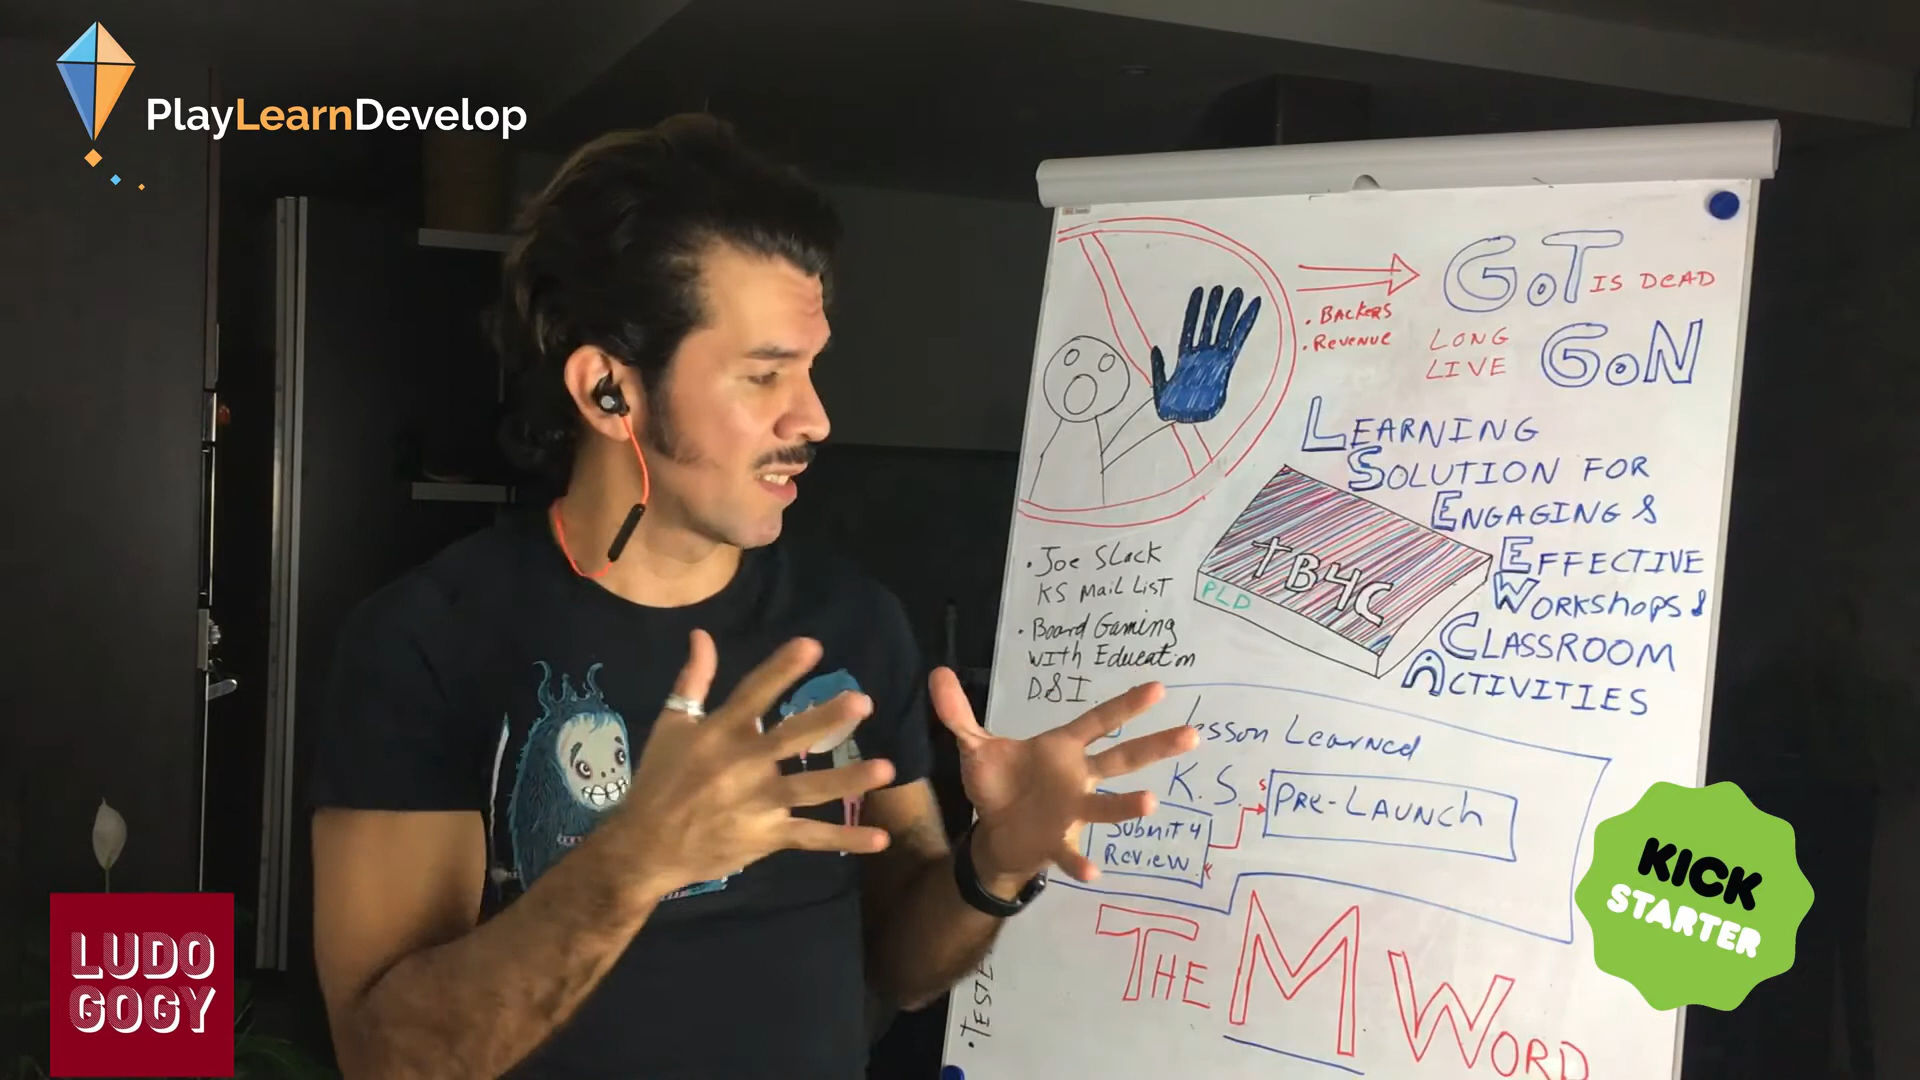 PlayLearnDevelop
GoT IS DEAD
• BACKERS
• Revenue
LONG
LIVE
GoN
LEARNING
SOLUTION FOR
ENGAGING &
EFFECTIVE
WORKSHOPS &
CLASSROOM
ACTIVITIES
TB4C
PLD
• Joe Slack
KS Mail List
• Board Gaming
With Education
D.S.I.
Lesson Learned
K.S.
PRE-LAUNCH
Submit 4
Review
THE M WORD
KICK
STARTER
LUDO
GOGY